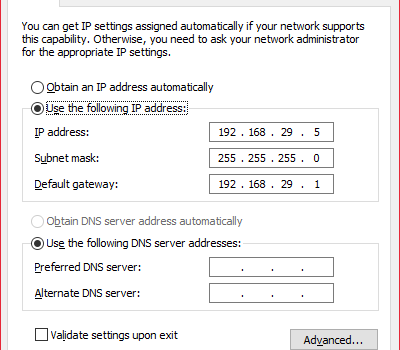 You can get IP settings assigned automatically if your network supports
this capability. Otherwise, you need to ask your network administrator
for the appropriate IP settings.
Obtain an IP address automatically
Use the following IP address:
IP address: 192 . 168 . 29 . 5
Subnet mask: 255 . 255 . 255 . 0
Default gateway: 192 . 168 . 29 . 1
Obtain DNS server address automatically
Use the following DNS server addresses:
Preferred DNS server: . . .
Alternate DNS server: . . .
Validate settings upon exit
Advanced...